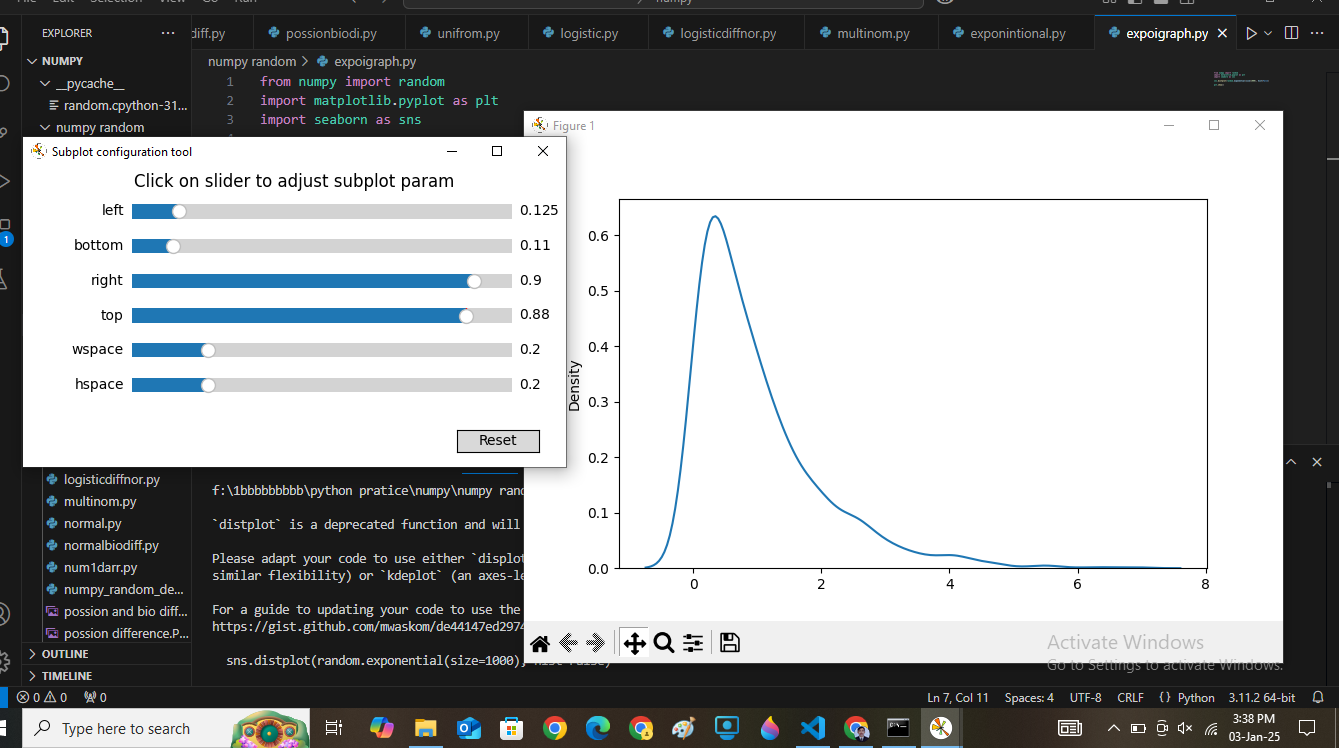 File Edit Selection View Go Run
numpy
EXPLORER
diff.py
possionbiodi.py
unifrom.py
logistic.py
logisticdiffnor.py
multinom.py
exponintional.py
expoigraph.py
NUMPY
__pycache__
random.cpython-31...
numpy random
numpy random > expoigraph.py
1 from numpy import random
2 import matplotlib.pyplot as plt
3 import seaborn as sns
Subplot configuration tool
Click on slider to adjust subplot param
left 0.125
bottom 0.11
right 0.9
top 0.88
wspace 0.2
hspace 0.2
Reset
Figure 1
Density
0.6
0.5
0.4
0.3
0.2
0.1
0.0
0 2 4 6 8
logisticdiffnor.py
multinom.py
normal.py
normalbiodiff.py
num1darr.py
numpy_random_de...
possion and bio diff...
possion difference.P...
OUTLINE
TIMELINE
f:\1bbbbbbbbb\python pratice\numpy\numpy rand
`distplot` is a deprecated function and will
Please adapt your code to use either `displot
similar flexibility) or `kdeplot` (an axes-le
For a guide to updating your code to use the
https://gist.github.com/mwaskom/de44147ed2974
sns.distplot(random.exponential(size=1000), hist=False)
Activate Windows
Go to Settings to activate Windows.
1
0 0 0
Ln 7, Col 11
Spaces: 4
UTF-8
CRLF
{ } Python
3.11.2 64-bit
Type here to search
3:38 PM
03-Jan-25